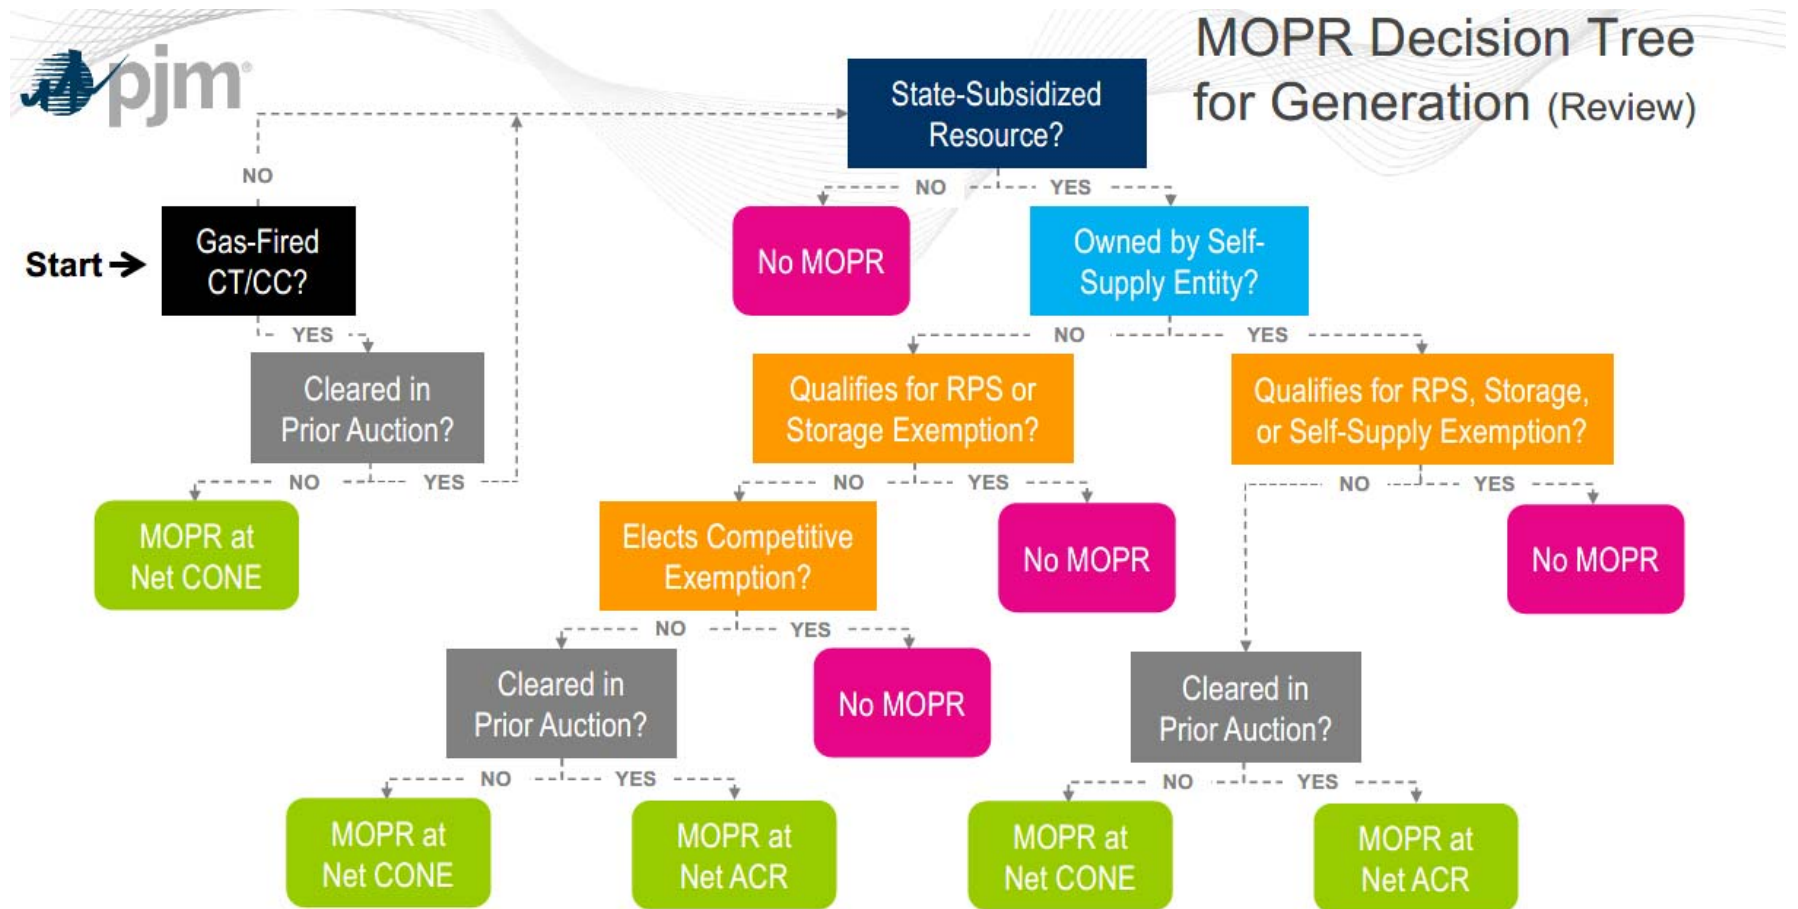 MOPR Decision Tree
for Generation (Review)
pjm®
State-Subsidized
Resource?
NO
NO
YES
Start
Gas-Fired
CT/CC?
No MOPR
Owned by Self-
Supply Entity?
YES
NO
YES
Cleared in
Prior Auction?
Qualifies for RPS or
Storage Exemption?
Qualifies for RPS, Storage,
or Self-Supply Exemption?
NO
YES
NO
YES
NO
YES
MOPR at
Net CONE
Elects Competitive
Exemption?
No MOPR
No MOPR
NO
YES
Cleared in
Prior Auction?
No MOPR
Cleared in
Prior Auction?
NO
YES
NO
YES
MOPR at
Net CONE
MOPR at
Net ACR
MOPR at
Net CONE
MOPR at
Net ACR